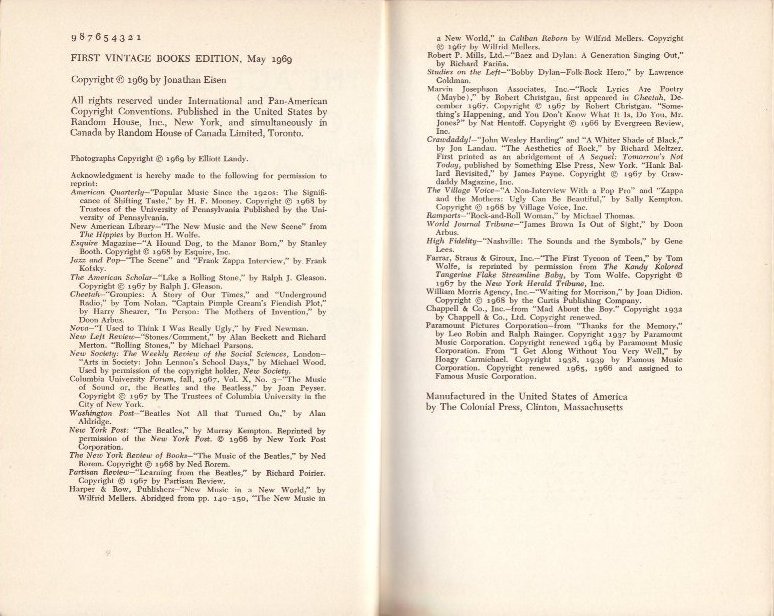 9 8 7 6 5 4 3 2 1
FIRST VINTAGE BOOKS EDITION, May 1969
Copyright © 1969 by Jonathan Eisen
All rights reserved under International and Pan-American
Copyright Conventions. Published in the United States by
Random House, Inc., New York, and simultaneously in
Canada by Random House of Canada Limited, Toronto.
Photographs Copyright © 1969 by Elliott Landy.
Acknowledgment is hereby made to the following for permission to
reprint:
American Quarterly—"Popular Music Since the 1920s: The Signifi-
cance of Shifting Taste," by H. F. Mooney. Copyright © 1968 by
Trustees of the University of Pennsylvania Published by the Uni-
versity of Pennsylvania.
New American Library—"The New Music and the New Scene" from
The Hippies by Burton H. Wolfe.
Esquire Magazine—"A Hound Dog, to the Manor Born," by Stanley
Booth. Copyright © 1968 by Esquire, Inc.
Jazz and Pop—"The Scene" and "Frank Zappa Interview," by Frank
Kofsky.
The American Scholar—"Like a Rolling Stone," by Ralph J. Gleason.
Copyright © 1967 by Ralph J. Gleason.
Cheetah—"Groupies: A Story of Our Times," and "Underground
Radio," by Tom Nolan. "Captain Pimple Cream's Fiendish Plot,"
by Harry Shearer, "In Person: The Mothers of Invention," by
Doon Arbus.
Nova—"I Used to Think I Was Really Ugly," by Fred Newman.
New Left Review—"Stones/Comment," by Alan Beckett and Richard
Merton. "Rolling Stones," by Michael Parsons.
New Society: The Weekly Review of the Social Sciences, London—
"Arts in Society: John Lennon's School Days," by Michael Wood.
Used by permission of the copyright holder, New Society.
Columbia University Forum, fall, 1967, Vol. X, No. 3—"The Music
of Sound or, the Beatles and the Beatless," by Joan Peyser.
Copyright © 1967 by The Trustees of Columbia University in the
City of New York.
Washington Post—"Beatles Not All that Turned On," by Alan
Aldridge.
New York Post: "The Beatles," by Murray Kempton. Reprinted by
permission of the New York Post. © 1966 by New York Post
Corporation.
The New York Review of Books—"The Music of the Beatles," by Ned
Rorem. Copyright © 1968 by Ned Rorem.
Partisan Review—"Learning from the Beatles," by Richard Poirier.
Copyright © 1967 by Partisan Review.
Harper & Row, Publishers—"New Music in a New World," by
Wilfrid Mellers. Abridged from pp. 140-150, "The New Music in
a New World," in Caliban Reborn by Wilfrid Mellers. Copyright
© 1967 by Wilfrid Mellers.
Robert P. Mills, Ltd.—"Baez and Dylan: A Generation Singing Out,"
by Richard Fariña.
Studies on the Left—"Bobby Dylan—Folk-Rock Hero," by Lawrence
Goldman.
Marvin Josephson Associates, Inc.—"Rock Lyrics Are Poetry
(Maybe)," by Robert Christgau, first appeared in Cheetah, De-
cember 1967. Copyright © 1967 by Robert Christgau. "Some-
thing's Happening, and You Don't Know What It Is, Do You, Mr.
Jones?" by Nat Hentoff. Copyright © 1966 by Evergreen Review,
Inc.
Crawdaddy!—"John Wesley Harding" and "A Whiter Shade of Black,"
by Jon Landau. "The Aesthetics of Rock," by Richard Meltzer.
First printed as an abridgement of A Sequel: Tomorrow's Not
Today, published by Something Else Press, New York. "Hank Bal-
lard Revisited," by James Payne. Copyright © 1967 by Craw-
daddy Magazine, Inc.
The Village Voice—"A Non-Interview With a Pop Pro" and "Zappa
and the Mothers: Ugly Can Be Beautiful," by Sally Kempton.
Copyright © 1968 by Village Voice, Inc.
Ramparts—"Rock-and-Roll Woman," by Michael Thomas.
World Journal Tribune—"James Brown Is Out of Sight," by Doon
Arbus.
High Fidelity—"Nashville: The Sounds and the Symbols," by Gene
Lees.
Farrar, Straus & Giroux, Inc.—"The First Tycoon of Teen," by Tom
Wolfe, is reprinted by permission from The Kandy Kolored
Tangerine Flake Streamline Baby, by Tom Wolfe. Copyright ©
1967 by the New York Herald Tribune, Inc.
William Morris Agency, Inc.—"Waiting for Morrison," by Joan Didion.
Copyright © 1968 by the Curtis Publishing Company.
Chappell & Co., Inc.—from "Mad About the Boy." Copyright 1932
by Chappell & Co., Ltd. Copyright renewed.
Paramount Pictures Corporation—from "Thanks for the Memory,"
by Leo Robin and Ralph Rainger. Copyright 1937 by Paramount
Music Corporation. Copyright renewed 1964 by Paramount Music
Corporation. From "I Get Along Without You Very Well," by
Hoagy Carmichael. Copyright 1938, 1939 by Famous Music
Corporation. Copyright renewed 1965, 1966 and assigned to
Famous Music Corporation.
Manufactured in the United States of America
by The Colonial Press, Clinton, Massachusetts